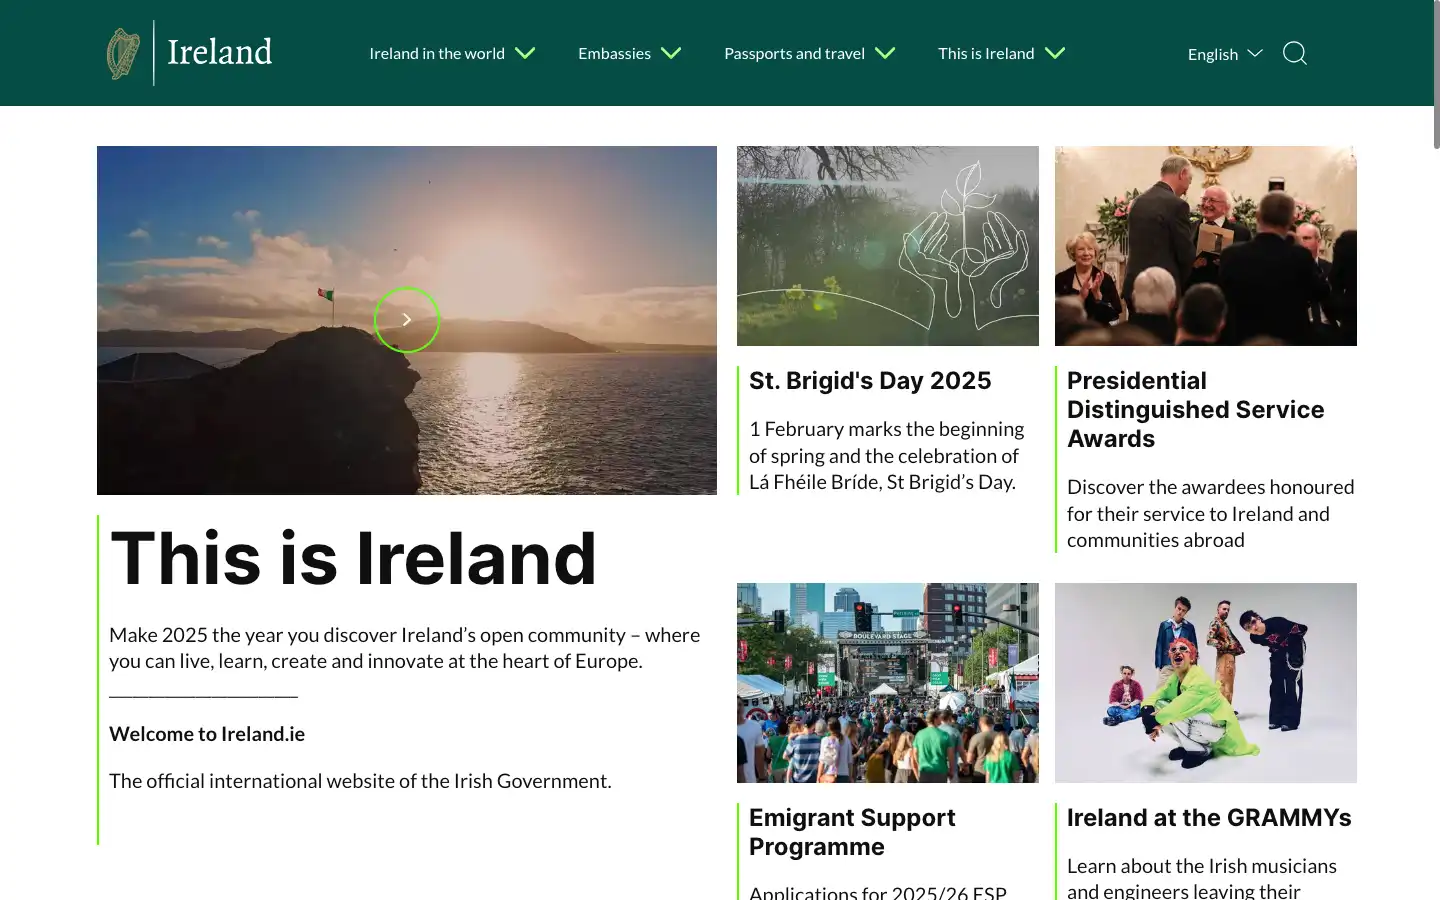 Ireland
Ireland in the world
Embassies
Passports and travel
This is Ireland
English
This is Ireland
Make 2025 the year you discover Ireland’s open community – where
you can live, learn, create and innovate at the heart of Europe.
Welcome to Ireland.ie
The official international website of the Irish Government.
St. Brigid's Day 2025
1 February marks the beginning
of spring and the celebration of
Lá Fhéile Bríde, St Brigid’s Day.
Presidential
Distinguished Service
Awards
Discover the awardees honoured
for their service to Ireland and
communities abroad
BOULEVARD STAGE
Emigrant Support
Programme
Applications for 2025/26 ESP
Ireland at the GRAMMYs
Learn about the Irish musicians
and engineers leaving their